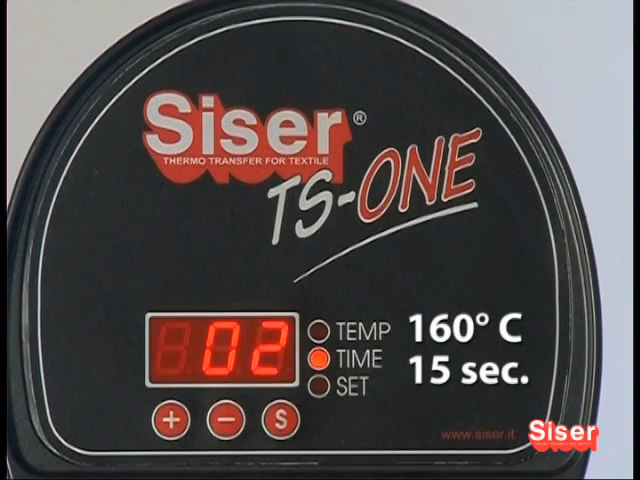 Siser®
THERMO TRANSFER FOR TEXTILE
TS-ONE
02
TEMP 160° C
TIME 15 sec.
SET
+ - S
www.siser.it
Siser